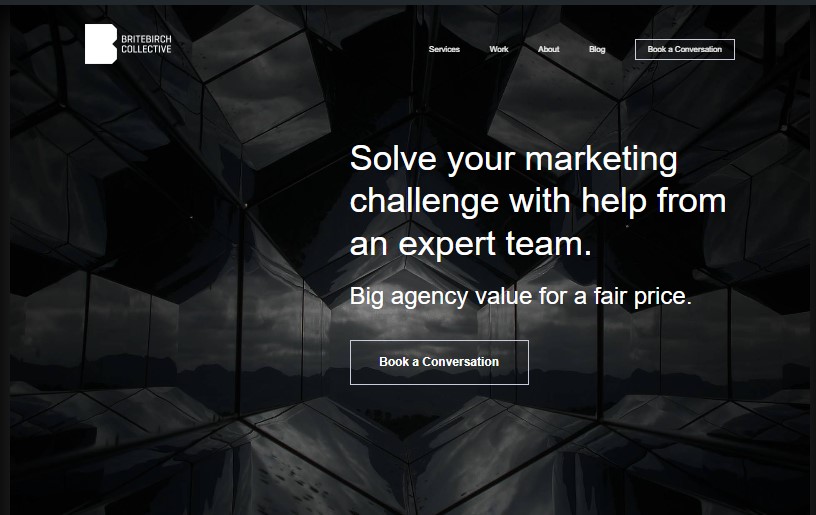 BRITEBIRCH
COLLECTIVE
Services Work About Blog Book a Conversation
Solve your marketing
challenge with help from
an expert team.
Big agency value for a fair price.
Book a Conversation